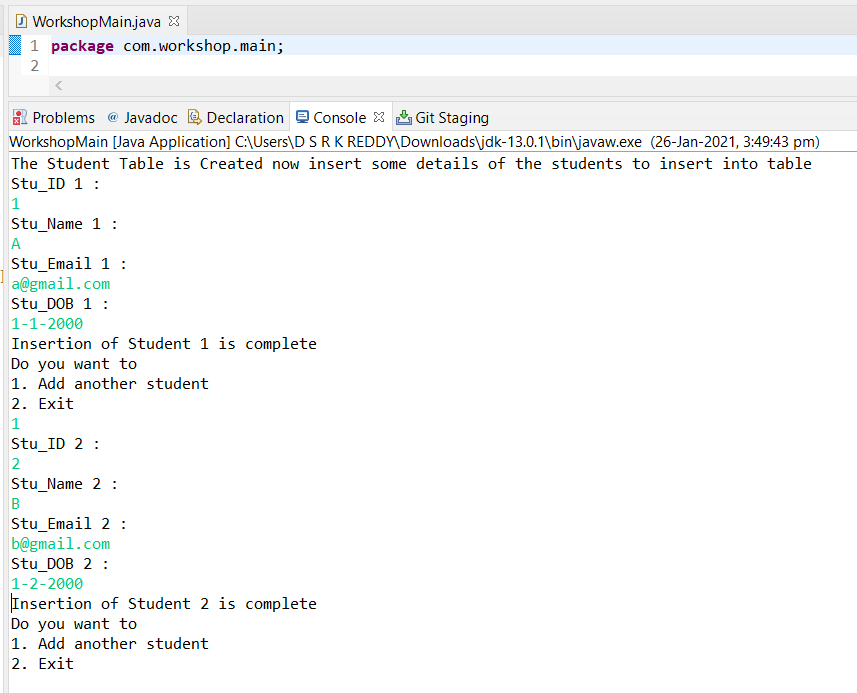 WorkshopMain.java
1 package com.workshop.main;
2
Problems @ Javadoc Declaration Console Git Staging
WorkshopMain [Java Application] C:\Users\D S R K REDDY\Downloads\jdk-13.0.1\bin\javaw.exe (26-Jan-2021, 3:49:43 pm)
The Student Table is Created now insert some details of the students to insert into table
Stu_ID 1 :
1
Stu_Name 1 :
A
Stu_Email 1 :
a@gmail.com
Stu_DOB 1 :
1-1-2000
Insertion of Student 1 is complete
Do you want to
1. Add another student
2. Exit
1
Stu_ID 2 :
2
Stu_Name 2 :
B
Stu_Email 2 :
b@gmail.com
Stu_DOB 2 :
1-2-2000
Insertion of Student 2 is complete
Do you want to
1. Add another student
2. Exit